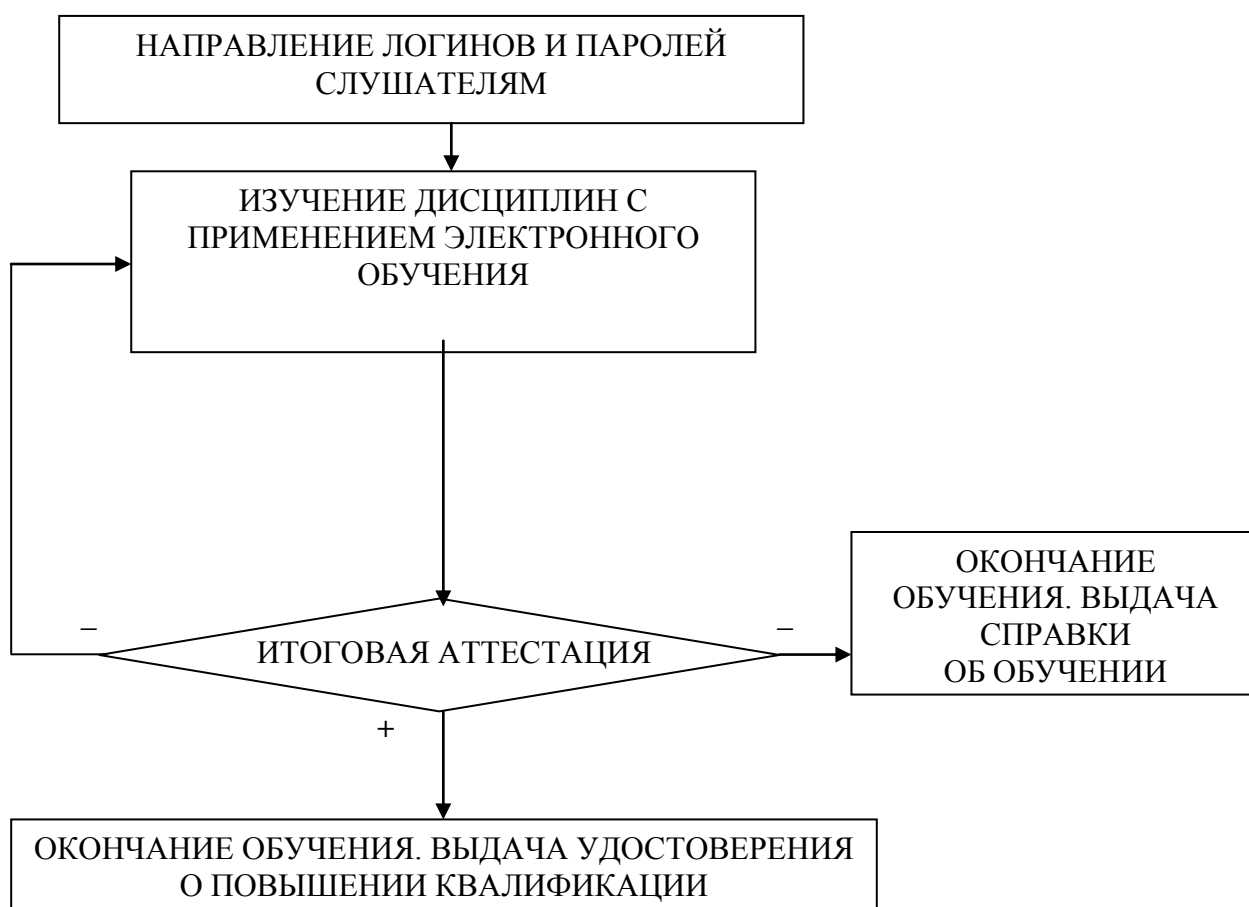 НАПРАВЛЕНИЕ ЛОГИНОВ И ПАРОЛЕЙ
СЛУШАТЕЛЯМ
ИЗУЧЕНИЕ ДИСЦИПЛИН С
ПРИМЕНЕНИЕМ ЭЛЕКТРОННОГО
ОБУЧЕНИЯ
–
ИТОГОВАЯ АТТЕСТАЦИЯ
–
ОКОНЧАНИЕ
ОБУЧЕНИЯ. ВЫДАЧА
СПРАВКИ
ОБ ОБУЧЕНИИ
+
ОКОНЧАНИЕ ОБУЧЕНИЯ. ВЫДАЧА УДОСТОВЕРЕНИЯ
О ПОВЫШЕНИИ КВАЛИФИКАЦИИ